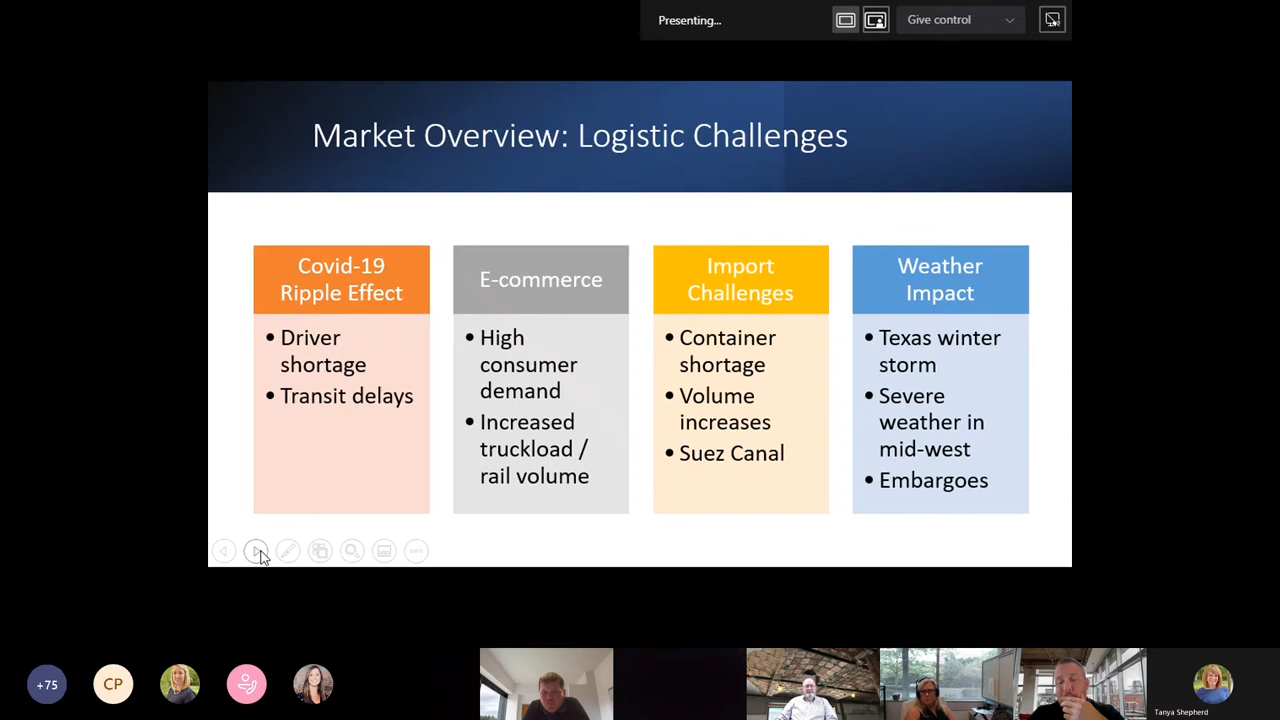 Presenting...
Give control
Market Overview: Logistic Challenges
Covid-19
Ripple Effect
• Driver
shortage
• Transit delays
E-commerce
• High
consumer
demand
• Increased
truckload /
rail volume
Import
Challenges
• Container
shortage
• Volume
increases
• Suez Canal
Weather
Impact
• Texas winter
storm
• Severe
weather in
mid-west
• Embargoes
+75
CP
Tanya Shepherd